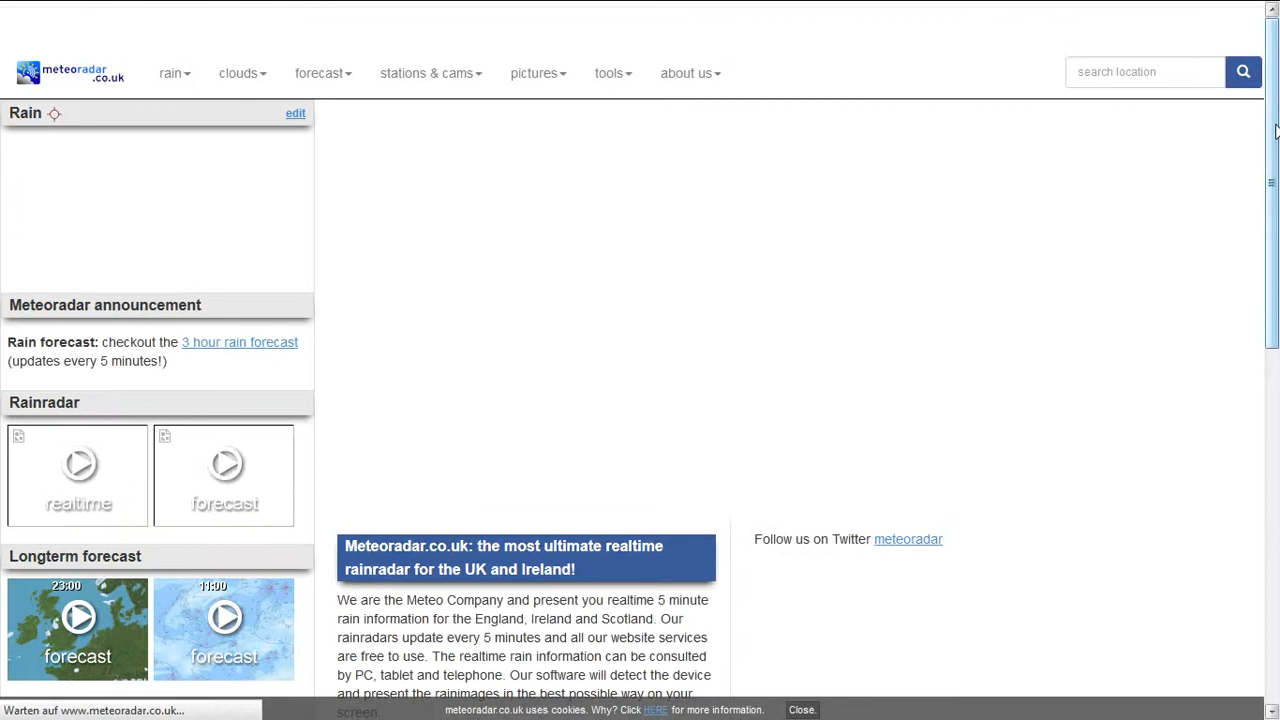 meteoradar
.co.uk
rain
clouds
forecast
stations & cams
pictures
tools
about us
search location
Rain
edit
Meteoradar announcement
Rain forecast: checkout the 3 hour rain forecast
(updates every 5 minutes!)
Rainradar
realtime
forecast
Longterm forecast
23:00
forecast
11:00
forecast
Meteoradar.co.uk: the most ultimate realtime
rainradar for the UK and Ireland!
We are the Meteo Company and present you realtime 5 minute
rain information for the England, Ireland and Scotland. Our
rainradars update every 5 minutes and all our website services
are free to use. The realtime rain information can be consulted
by PC, tablet and telephone. Our software will detect the device
and present the rainimages in the best possible way on your
screen.
Follow us on Twitter meteoradar
Warten auf www.meteoradar.co.uk...
meteoradar.co.uk uses cookies. Why? Click HERE for more information.
Close.